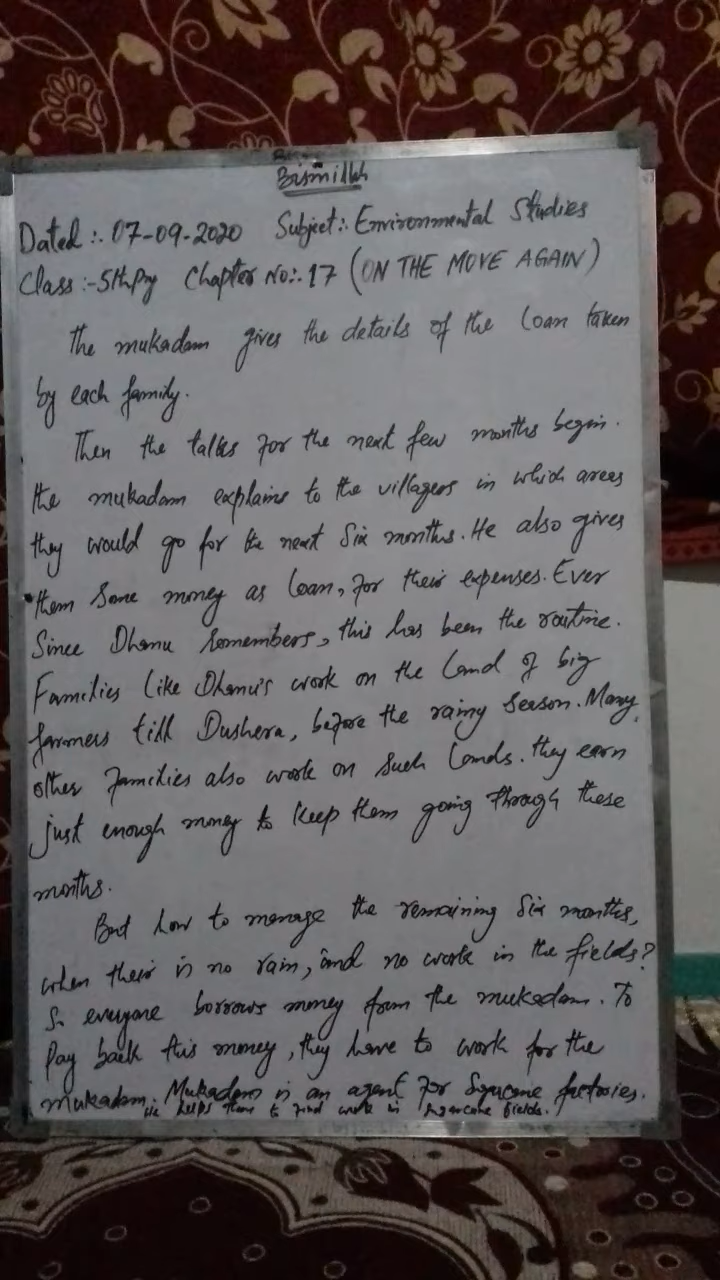 Bismillah
Dated :. 07-09-2020 Subject:. Environmental Studies
Class :- 5th pry Chapter No:. 17 (ON THE MOVE AGAIN)
The mukadam gives the details of the loan taken
by each family.
Then the talks for the next few months begin.
the mukadam explains to the villagers in which areas
they would go for the next Six months. He also gives
them Some money as loan, for their expenses. Ever
Since Dhanu remembers, this has been the routine.
Families like Dhanu's work on the land of big
farmers till Dushera, before the rainy Season. Many
other families also work on such lands. they earn
just enough money to keep them going through these
months.
But how to manage the remaining Six months,
when their is no rain, and no work in the fields?
So everyone borrows money from the mukadam. To
Pay back this money, they have to work for the
mukadam. Mukadam is an agent for Sugarcane factories.
He helps them to find work in Sugarcane fields.